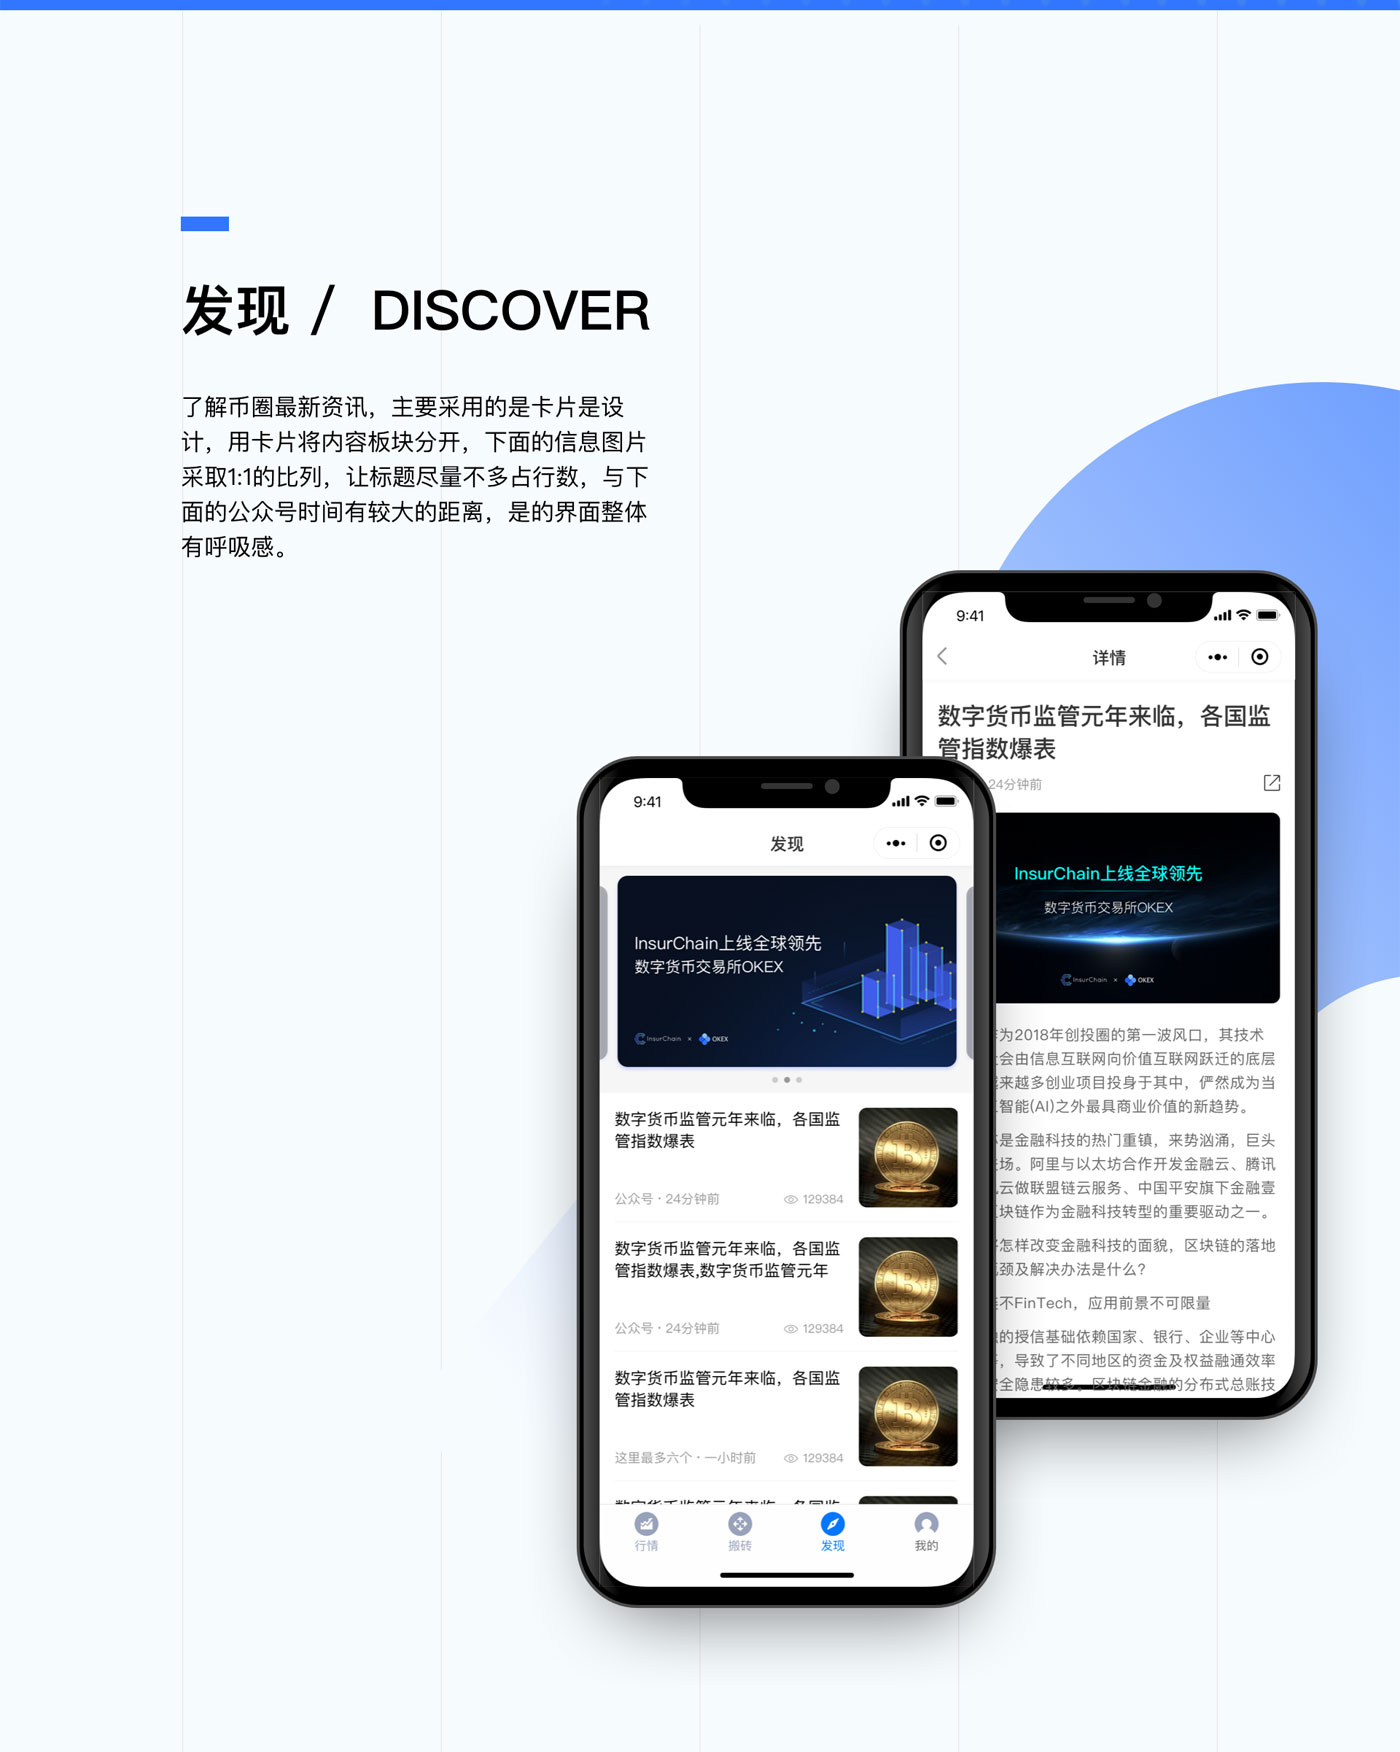 发现 / DISCOVER
了解币圈最新资讯，主要采用的是卡片是设
计，用卡片将内容板块分开，下面的信息图片
采取1:1的比列，让标题尽量不多占行数，与下
面的公众号时间有较大的距离，是的界面整体
有呼吸感。
9:41
详情
数字货币监管元年来临，各国监
管指数爆表
24分钟前
InsurChain上线全球领先
数字货币交易所OKEX
InsurChain × OKEX
为2018年创投圈的第一波风口，其技术
会由信息互联网向价值互联网跃迁的底层
来越多创业项目投身于其中，俨然成为当
智能(AI)之外最具商业价值的新趋势。
是金融科技的热门重镇，来势汹涌，巨头
场。阿里与以太坊合作开发金融云、腾讯
云做联盟链云服务、中国平安旗下金融壹
块链作为金融科技转型的重要驱动之一。
怎样改变金融科技的面貌，区块链的落地
颈及解决办法是什么？
不FinTech，应用前景不可限量
的授信基础依赖国家、银行、企业等中心
，导致了不同地区的资金及权益融通效率
全隐患较多。区块链金融的分布式总账技
9:41
发现
InsurChain上线全球领先
数字货币交易所OKEX
InsurChain × OKEX
数字货币监管元年来临，各国监
管指数爆表
公众号·24分钟前 129384
数字货币监管元年来临，各国监
管指数爆表,数字货币监管元年
公众号·24分钟前 129384
数字货币监管元年来临，各国监
管指数爆表
这里最多六个·一小时前 129384
数字货币监管元年来临，各国监
行情 搬砖 发现 我的